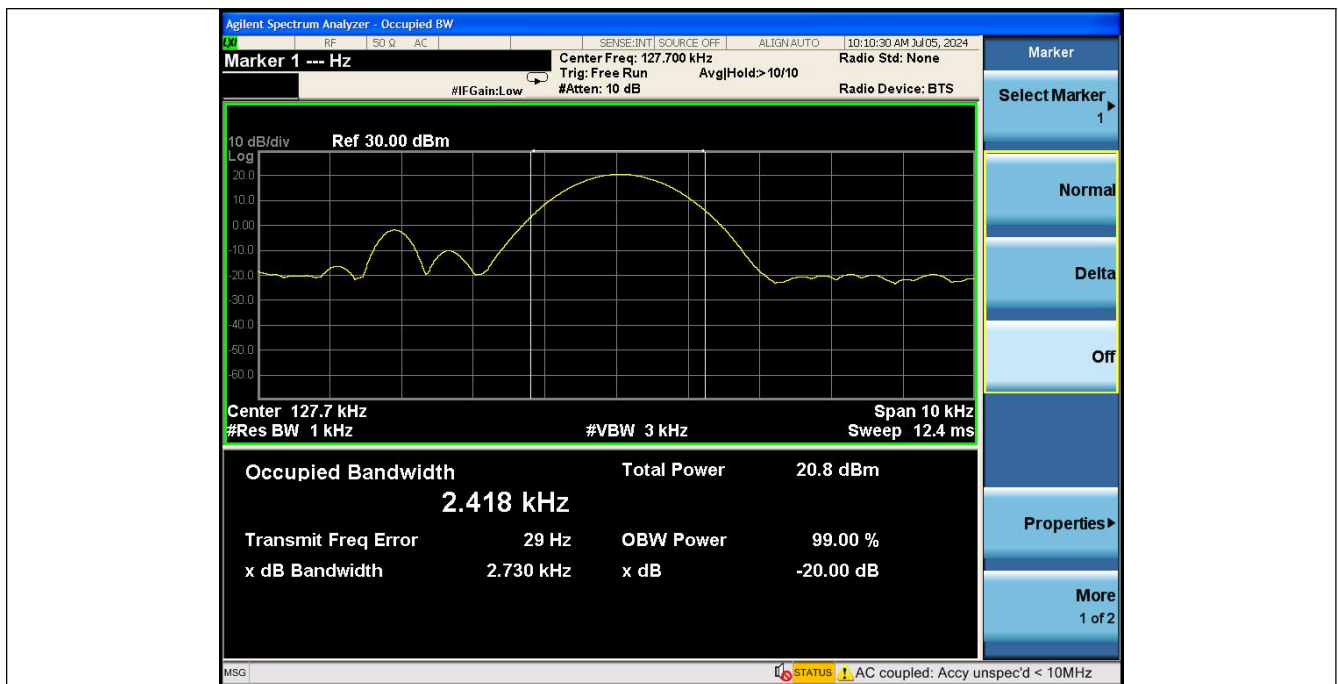 Agilent Spectrum Analyzer - Occupied BW
LXI RF 50 Ω AC SENSE:INT SOURCE OFF ALIGN AUTO 10:10:30 AM Jul 05, 2024
Marker 1 --- Hz Center Freq: 127.700 kHz Radio Std: None
Trig: Free Run Avg|Hold:>10/10
#IFGain:Low #Atten: 10 dB Radio Device: BTS
10 dB/div Ref 30.00 dBm
Log
20.0
10.0
0.00
-10.0
-20.0
-30.0
-40.0
-50.0
-60.0
Center 127.7 kHz Span 10 kHz
#Res BW 1 kHz #VBW 3 kHz Sweep 12.4 ms
Occupied Bandwidth Total Power 20.8 dBm
2.418 kHz
Transmit Freq Error 29 Hz OBW Power 99.00 %
x dB Bandwidth 2.730 kHz x dB -20.00 dB
MSG STATUS AC coupled: Accy unspec'd < 10MHz
Marker
Select Marker
1
Normal
Delta
Off
Properties
More
1 of 2